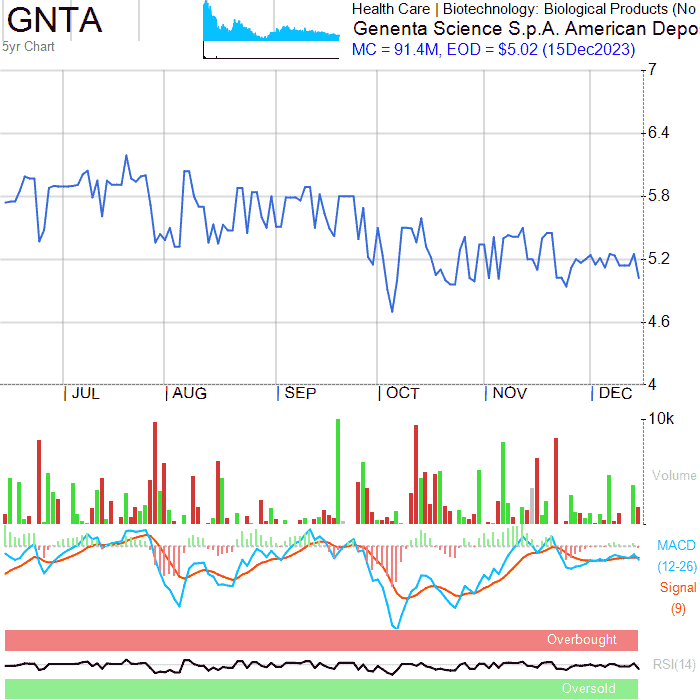 GNTA
5yr Chart
Health Care | Biotechnology: Biological Products (No
Genenta Science S.p.A. American Depo
MC = 91.4M, EOD = $5.02 (15Dec2023)
7
6.4
5.8
5.2
4.6
4
JUL AUG SEP OCT NOV DEC
10k
Volume
MACD
(12-26)
Signal
(9)
Overbought
RSI(14)
Oversold